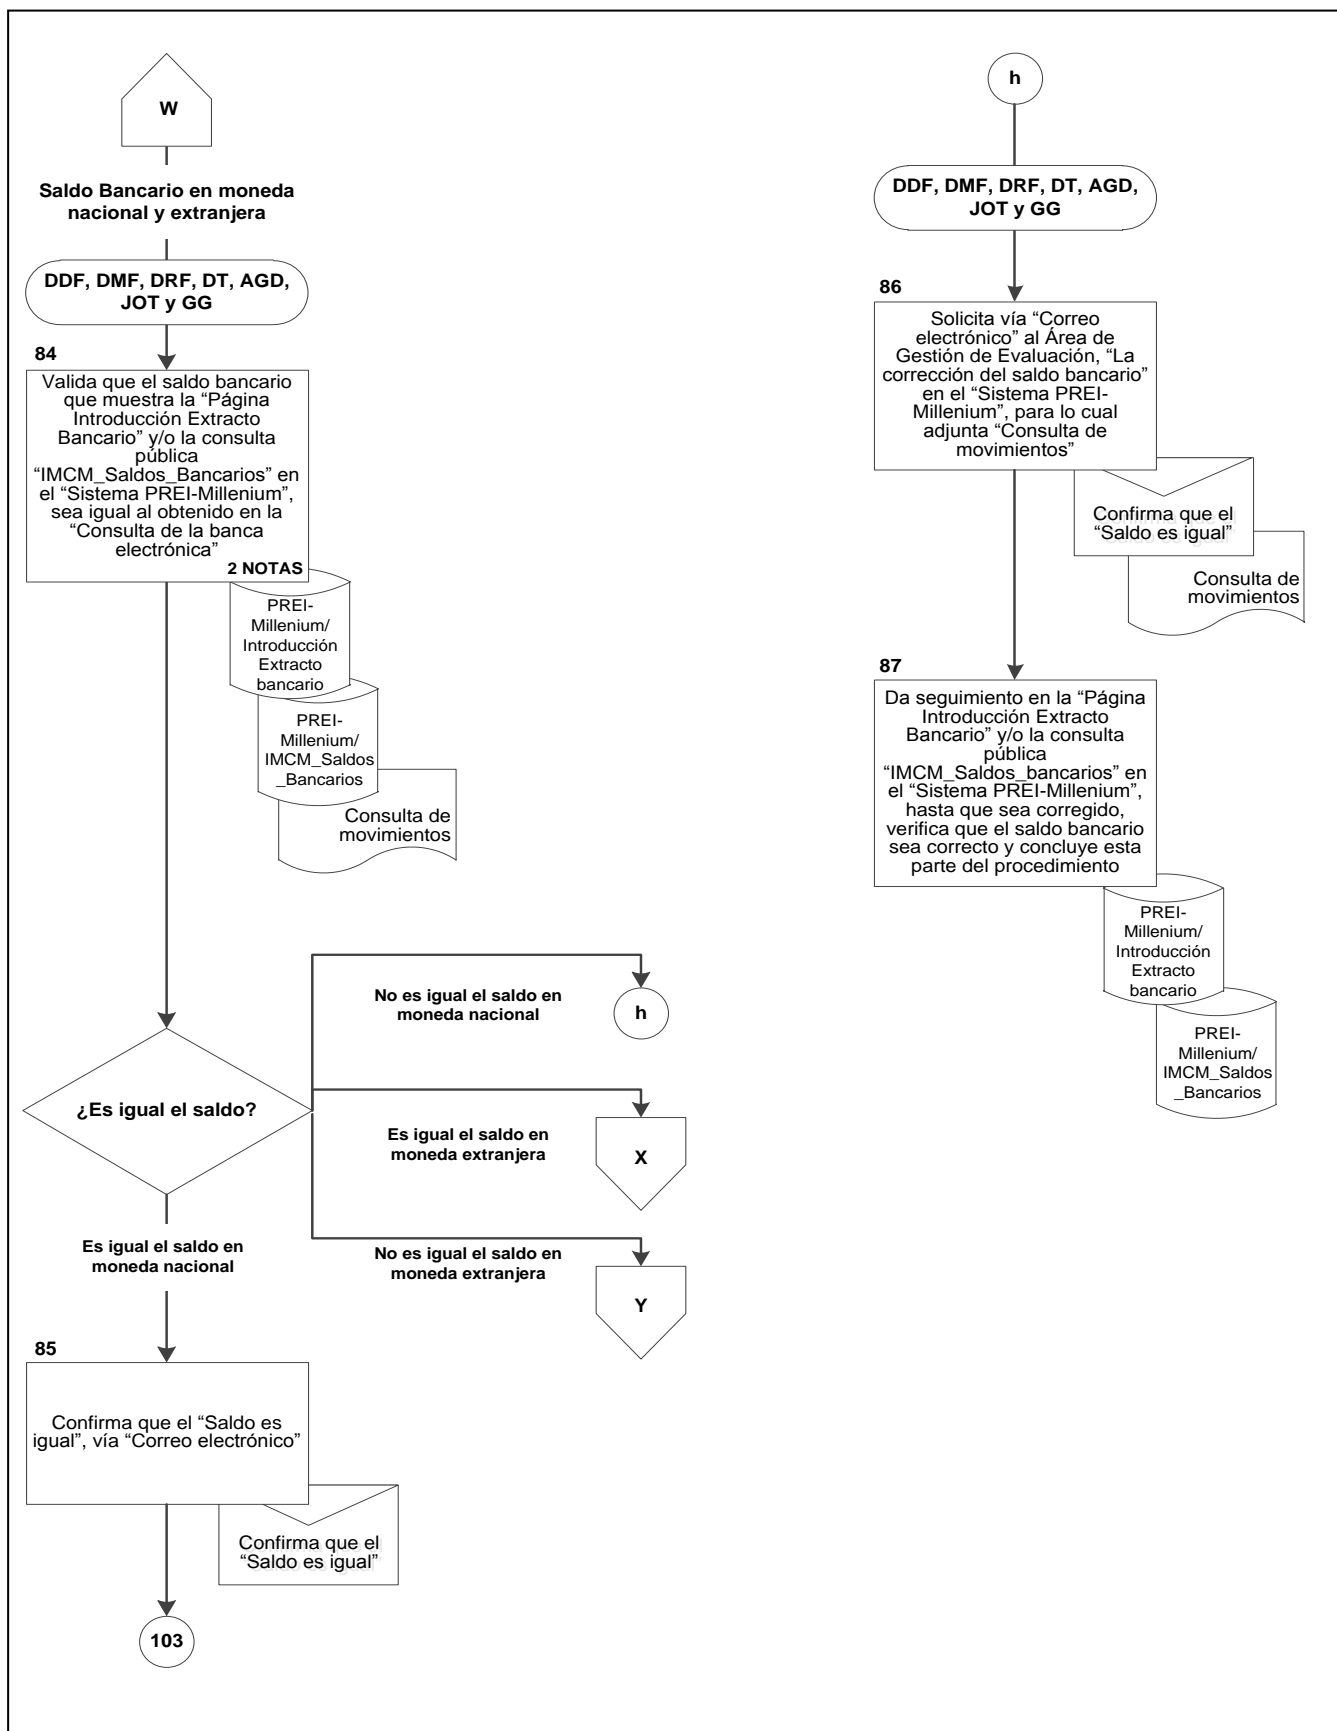 W
Saldo Bancario en moneda
nacional y extranjera
DDF, DMF, DRF, DT, AGD,
JOT y GG
84
Valida que el saldo bancario
que muestra la “Página
Introducción Extracto
Bancario” y/o la consulta
pública
“IMCM_Saldos_Bancarios” en
el “Sistema PREI-Millenium”,
sea igual al obtenido en la
“Consulta de la banca
electrónica”
2 NOTAS
PREI-
Millenium/
Introducción
Extracto
bancario
PREI-
Millenium/
IMCM_Saldos
_Bancarios
Consulta de
movimientos
¿Es igual el saldo?
No es igual el saldo en
moneda nacional
h
Es igual el saldo en
moneda extranjera
X
No es igual el saldo en
moneda extranjera
Y
Es igual el saldo en
moneda nacional
85
Confirma que el “Saldo es
igual”, vía “Correo electrónico”
Confirma que el
“Saldo es igual”
103
h
DDF, DMF, DRF, DT, AGD,
JOT y GG
86
Solicita vía “Correo
electrónico” al Área de
Gestión de Evaluación, “La
corrección del saldo bancario”
en el “Sistema PREI-
Millenium”, para lo cual
adjunta “Consulta de
movimientos”
Confirma que el
“Saldo es igual”
Consulta de
movimientos
87
Da seguimiento en la “Página
Introducción Extracto
Bancario” y/o la consulta
pública
“IMCM_Saldos_bancarios” en
el “Sistema PREI-Millenium”,
hasta que sea corregido,
verifica que el saldo bancario
sea correcto y concluye esta
parte del procedimiento
PREI-
Millenium/
Introducción
Extracto
bancario
PREI-
Millenium/
IMCM_Saldos
_Bancarios